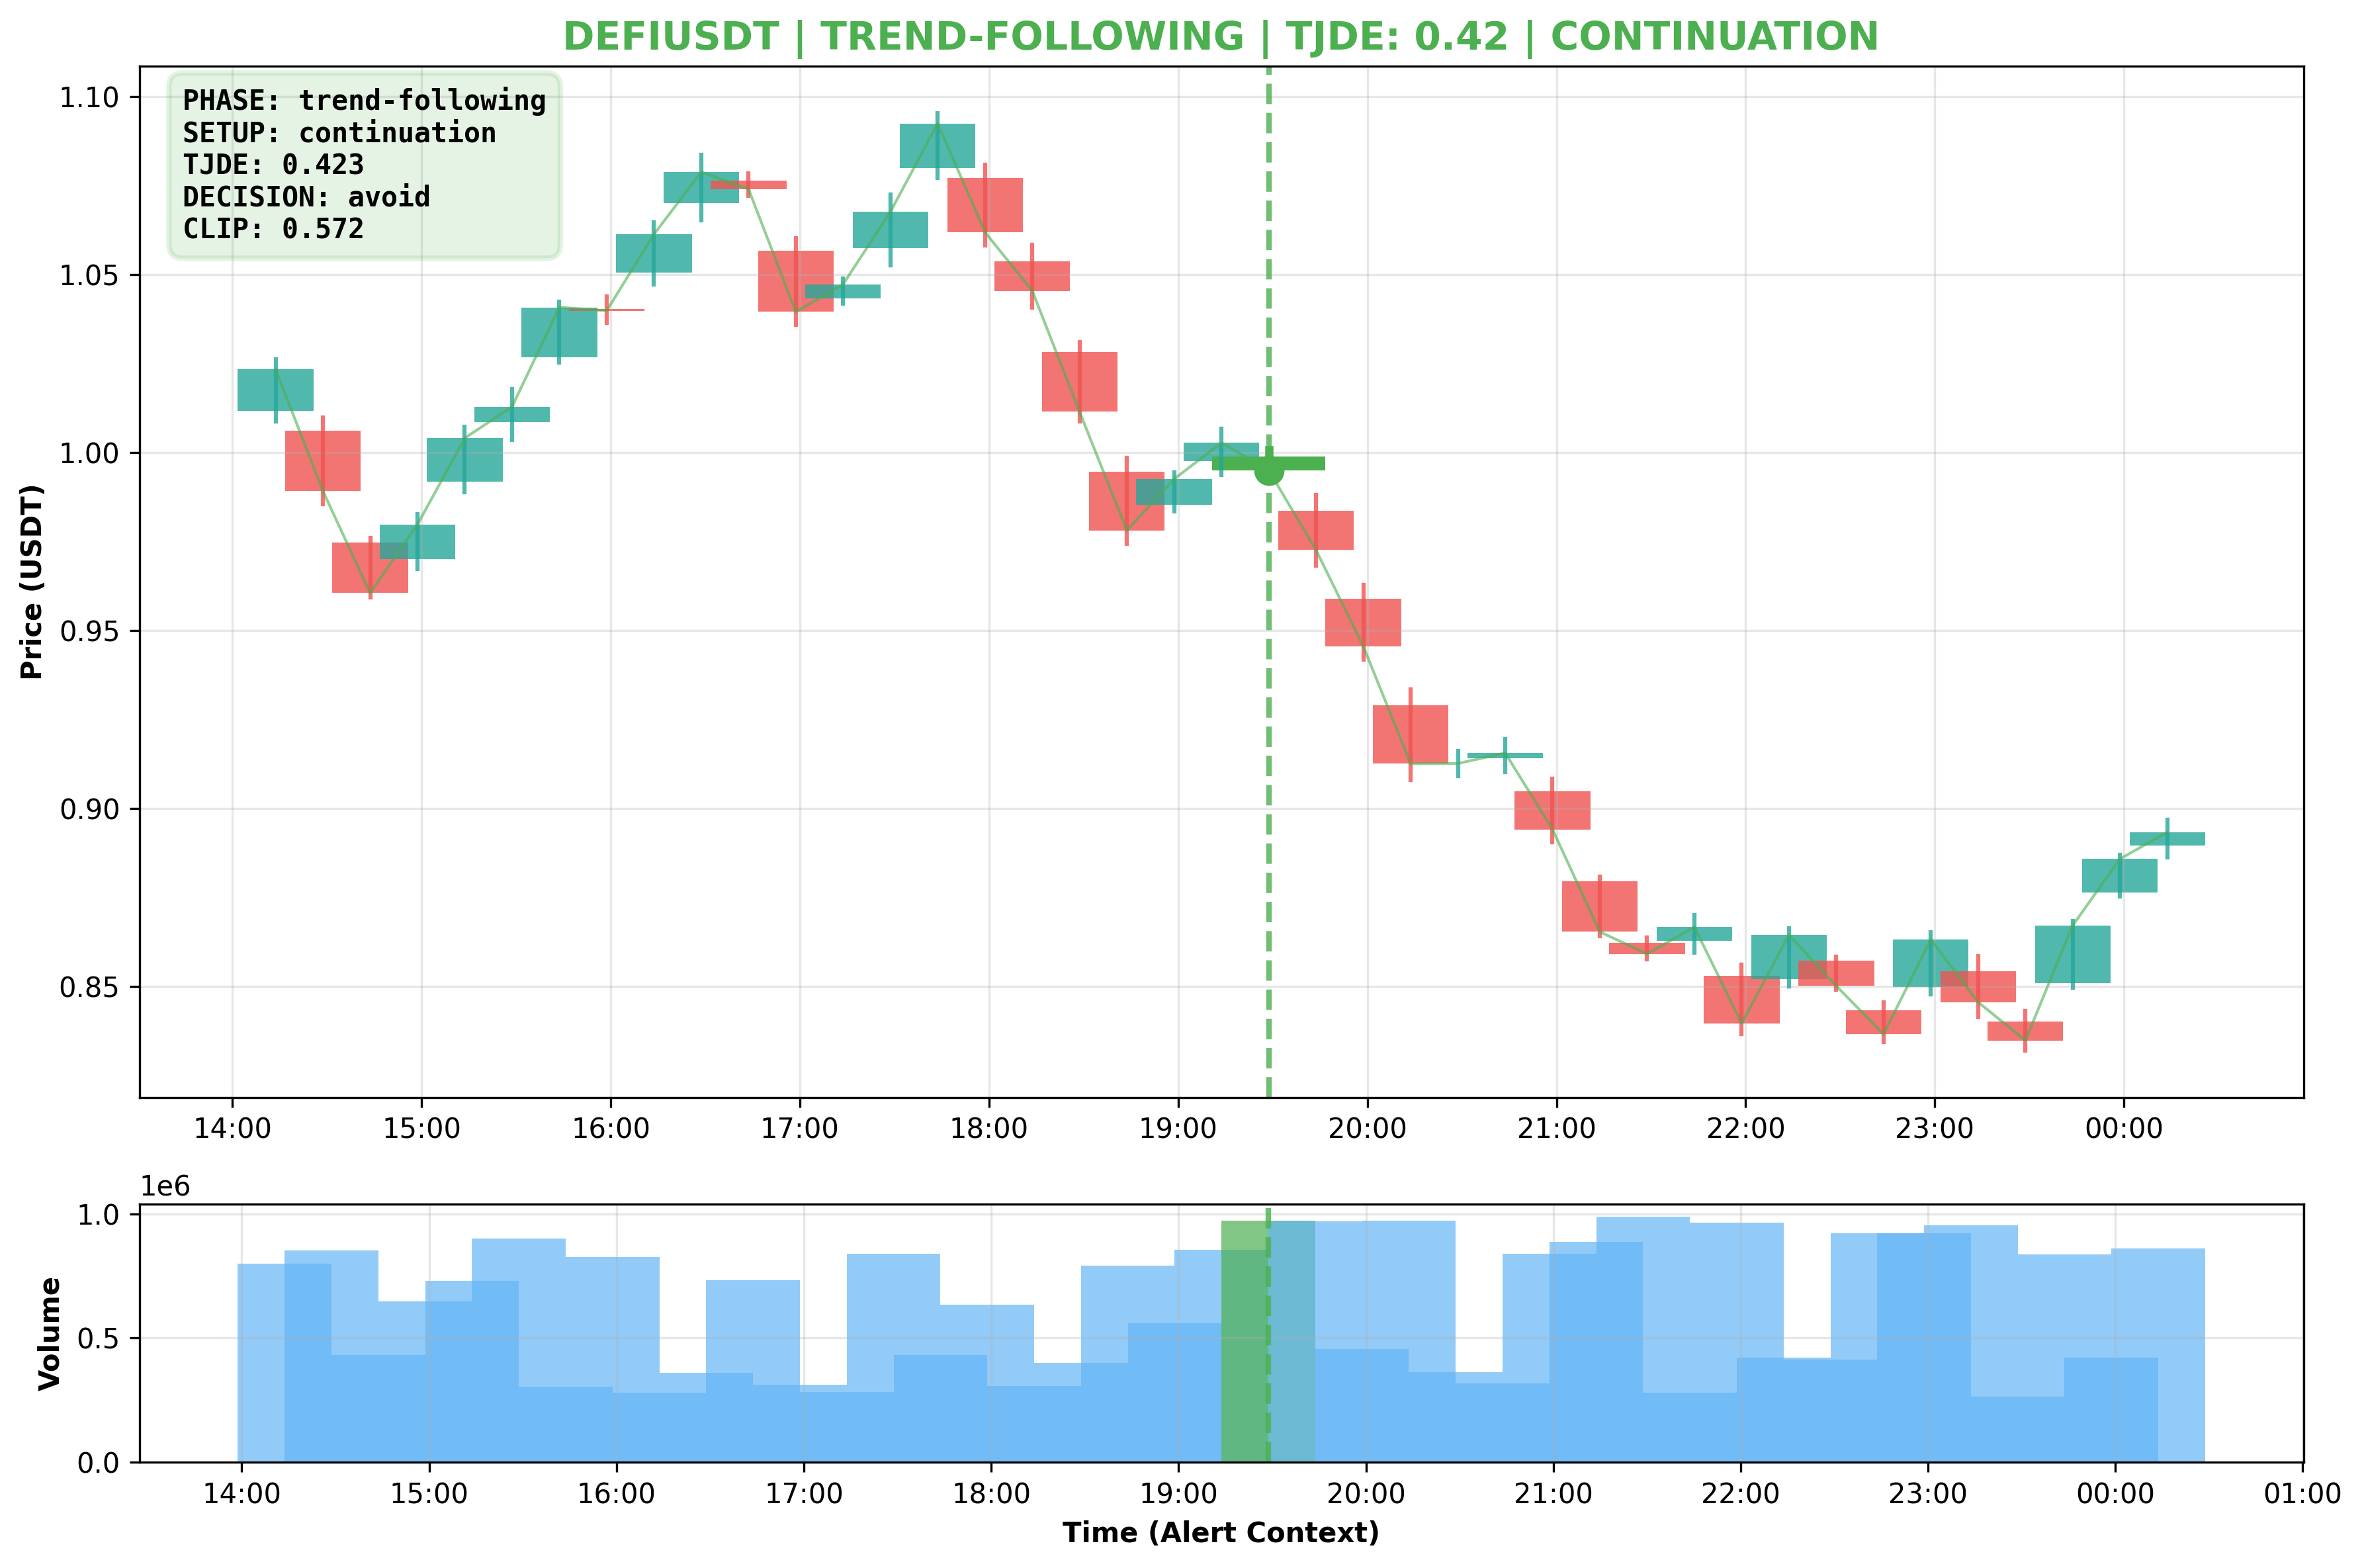 DEFIUSDT | TREND-FOLLOWING | TJDE: 0.42 | CONTINUATION
PHASE: trend-following
SETUP: continuation
TJDE: 0.423
DECISION: avoid
CLIP: 0.572
Price (USDT)
1.10
1.05
1.00
0.95
0.90
0.85
14:00 15:00 16:00 17:00 18:00 19:00 20:00 21:00 22:00 23:00 00:00
1e6
Volume
1.0
0.5
0.0
14:00 15:00 16:00 17:00 18:00 19:00 20:00 21:00 22:00 23:00 00:00 01:00
Time (Alert Context)